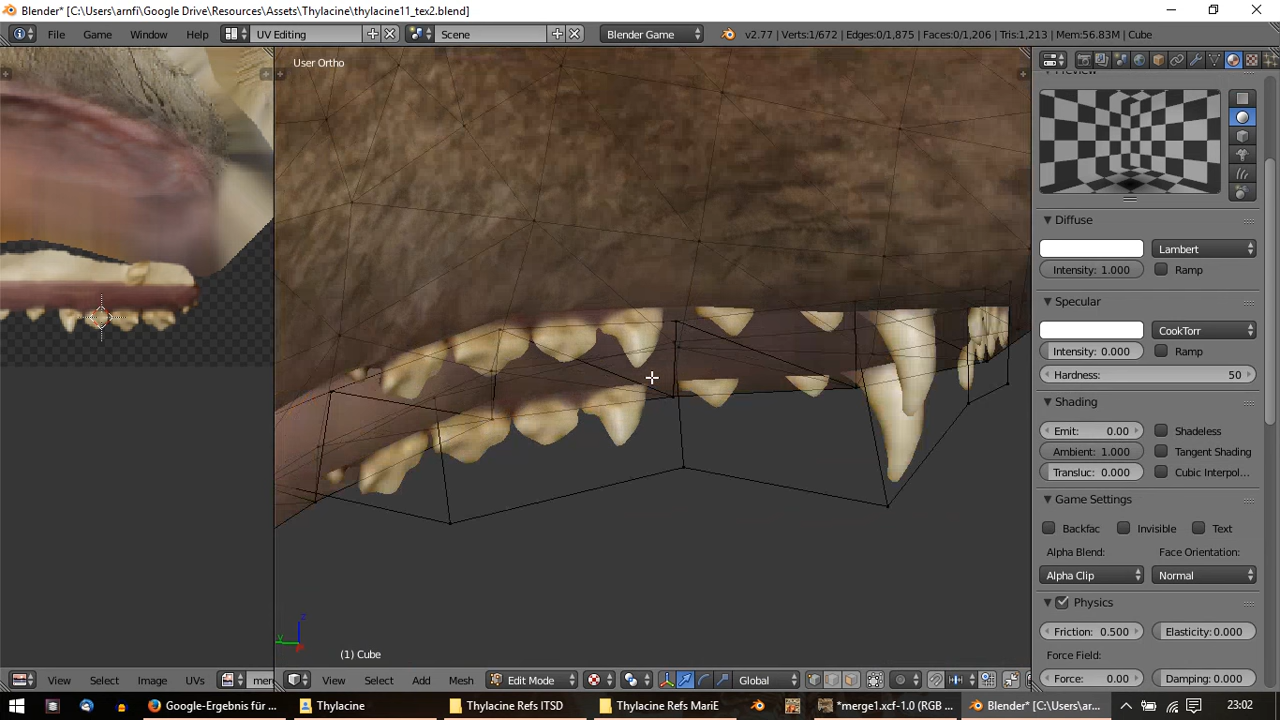 Blender* [C:\Users\arnfi\Google Drive\Resources\Assets\Thylacine\thylacine11_tex2.blend]
File Game Window Help UV Editing Scene Blender Game v2.77 | Verts:1/672 | Edges:0/1,875 | Faces:0/1,206 | Tris:1,213 | Mem:56.83M | Cube
User Ortho
Preview
Diffuse
Lambert
Intensity: 1.000 Ramp
Specular
CookTorr
Intensity: 0.000 Ramp
Hardness: 50
Shading
Emit: 0.00 Shadeless
Ambient: 1.000 Tangent Shading
Transluc: 0.000 Cubic Interpol...
Game Settings
Backfac Invisible Text
Alpha Blend: Face Orientation:
Alpha Clip Normal
Physics
Friction: 0.500 Elasticity:0.000
Force Field:
Force: 0.00 Damping: 0.000
z
y
(1) Cube
View Select Image UVs mer View Select Add Mesh Edit Mode Global
Google-Ergebnis für ... Thylacine Thylacine Refs ITSD Thylacine Refs MariE *merge1.xcf-1.0 (RGB ... Blender* [C:\Users\ar... 23:02